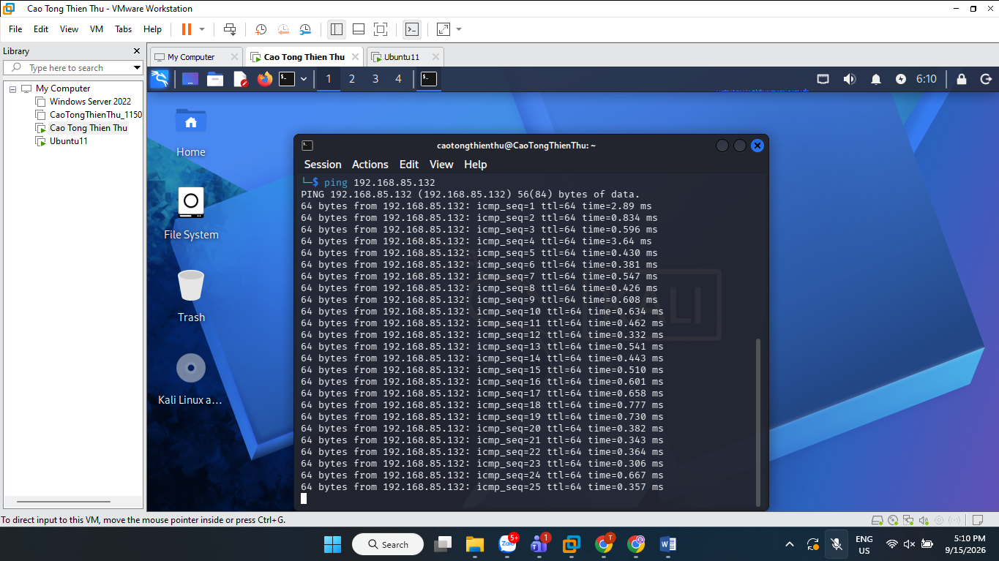 Cao Tong Thien Thu - VMware Workstation
File Edit View VM Tabs Help
Library
My Computer
Cao Tong Thien Thu
Ubuntu11
Type here to search
My Computer
Windows Server 2022
CaoTongThienThu_1150
Cao Tong Thien Thu
Ubuntu11
1 2 3 4
6:10
Home
File System
Trash
Kali Linux a...
caotongthienthu@CaoTongThienThu: ~
Session Actions Edit View Help
└─$ ping 192.168.85.132
PING 192.168.85.132 (192.168.85.132) 56(84) bytes of data.
64 bytes from 192.168.85.132: icmp_seq=1 ttl=64 time=2.89 ms
64 bytes from 192.168.85.132: icmp_seq=2 ttl=64 time=0.834 ms
64 bytes from 192.168.85.132: icmp_seq=3 ttl=64 time=0.596 ms
64 bytes from 192.168.85.132: icmp_seq=4 ttl=64 time=3.64 ms
64 bytes from 192.168.85.132: icmp_seq=5 ttl=64 time=0.430 ms
64 bytes from 192.168.85.132: icmp_seq=6 ttl=64 time=0.381 ms
64 bytes from 192.168.85.132: icmp_seq=7 ttl=64 time=0.547 ms
64 bytes from 192.168.85.132: icmp_seq=8 ttl=64 time=0.426 ms
64 bytes from 192.168.85.132: icmp_seq=9 ttl=64 time=0.608 ms
64 bytes from 192.168.85.132: icmp_seq=10 ttl=64 time=0.634 ms
64 bytes from 192.168.85.132: icmp_seq=11 ttl=64 time=0.462 ms
64 bytes from 192.168.85.132: icmp_seq=12 ttl=64 time=0.332 ms
64 bytes from 192.168.85.132: icmp_seq=13 ttl=64 time=0.541 ms
64 bytes from 192.168.85.132: icmp_seq=14 ttl=64 time=0.443 ms
64 bytes from 192.168.85.132: icmp_seq=15 ttl=64 time=0.510 ms
64 bytes from 192.168.85.132: icmp_seq=16 ttl=64 time=0.601 ms
64 bytes from 192.168.85.132: icmp_seq=17 ttl=64 time=0.658 ms
64 bytes from 192.168.85.132: icmp_seq=18 ttl=64 time=0.777 ms
64 bytes from 192.168.85.132: icmp_seq=19 ttl=64 time=0.730 ms
64 bytes from 192.168.85.132: icmp_seq=20 ttl=64 time=0.382 ms
64 bytes from 192.168.85.132: icmp_seq=21 ttl=64 time=0.343 ms
64 bytes from 192.168.85.132: icmp_seq=22 ttl=64 time=0.364 ms
64 bytes from 192.168.85.132: icmp_seq=23 ttl=64 time=0.306 ms
64 bytes from 192.168.85.132: icmp_seq=24 ttl=64 time=0.667 ms
64 bytes from 192.168.85.132: icmp_seq=25 ttl=64 time=0.357 ms
To direct input to this VM, move the mouse pointer inside or press Ctrl+G.
Search
Zalo
5+
1
T
ENG
US
5:10 PM
9/15/2026